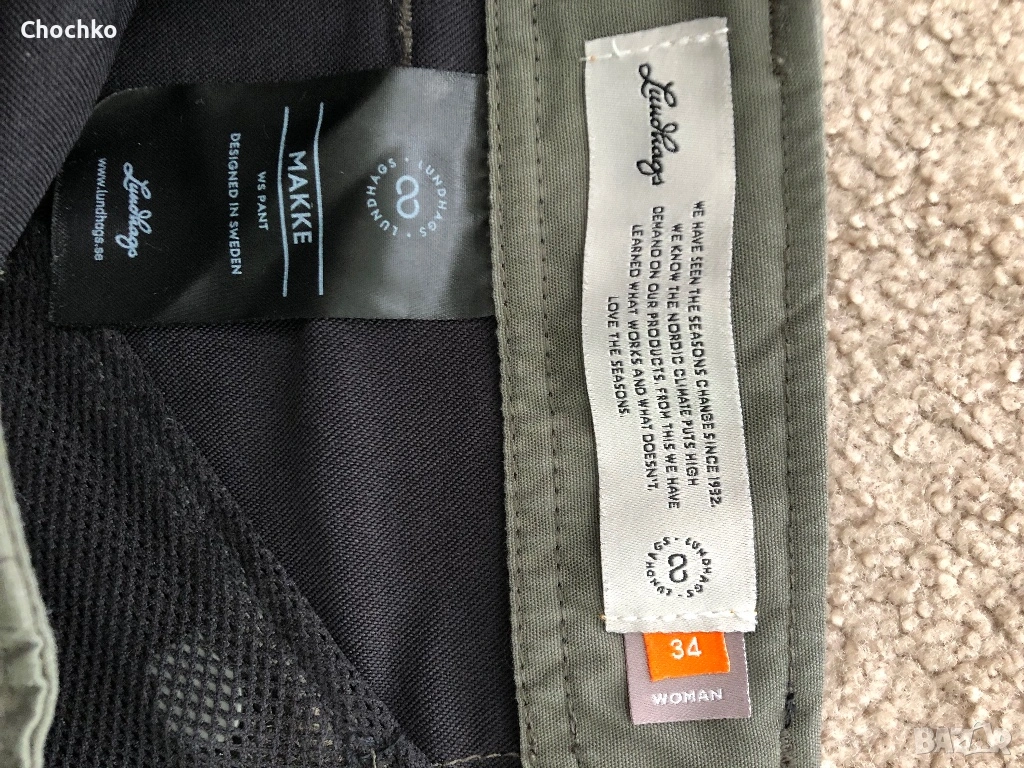 Chochko
LUNDHAGS · LUNDHAGS ·
MAKKE
WS PANT
DESIGNED IN SWEDEN
Lundhags
www.lundhags.se
Lundhags
WE HAVE SEEN THE SEASONS CHANGE SINCE 1932.
WE KNOW THE NORDIC CLIMATE PUTS HIGH
DEMAND ON OUR PRODUCTS. FROM THIS WE HAVE
LEARNED WHAT WORKS AND WHAT DOESN'T.
LOVE THE SEASONS.
LUNDHAGS · LUNDHAGS ·
34
WOMAN
BAZAR